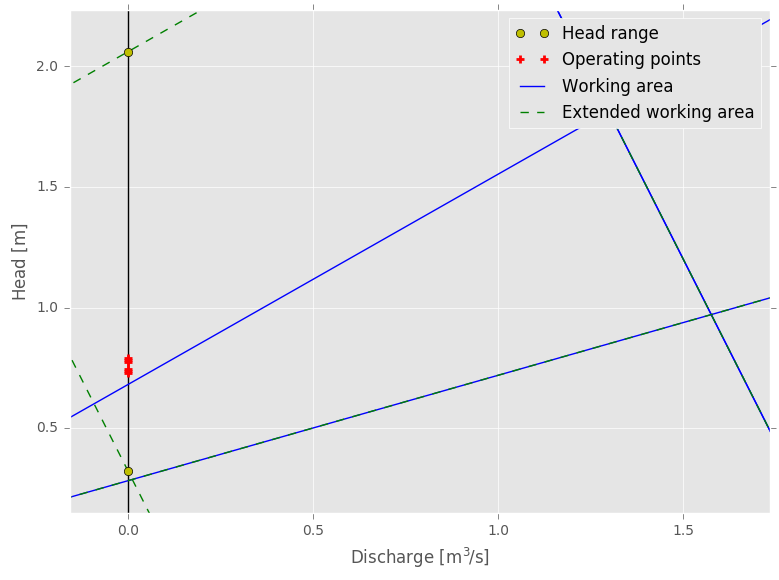 Head range
Operating points
Working area
Extended working area
2.0
1.5
1.0
0.5
Head [m]
0.0 0.5 1.0 1.5
Discharge [m³/s]